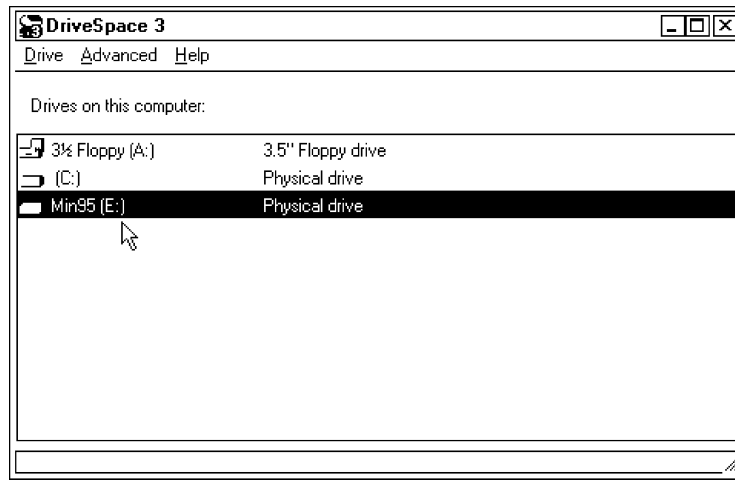 DriveSpace 3
Drive Advanced Help
Drives on this computer:
3½ Floppy (A:) 3.5" Floppy drive
(C:) Physical drive
Min95 (E:) Physical drive